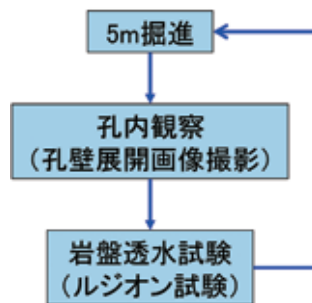 5m掘進
孔内観察
（孔壁展開画像撮影）
岩盤透水試験
（ルジオン試験）